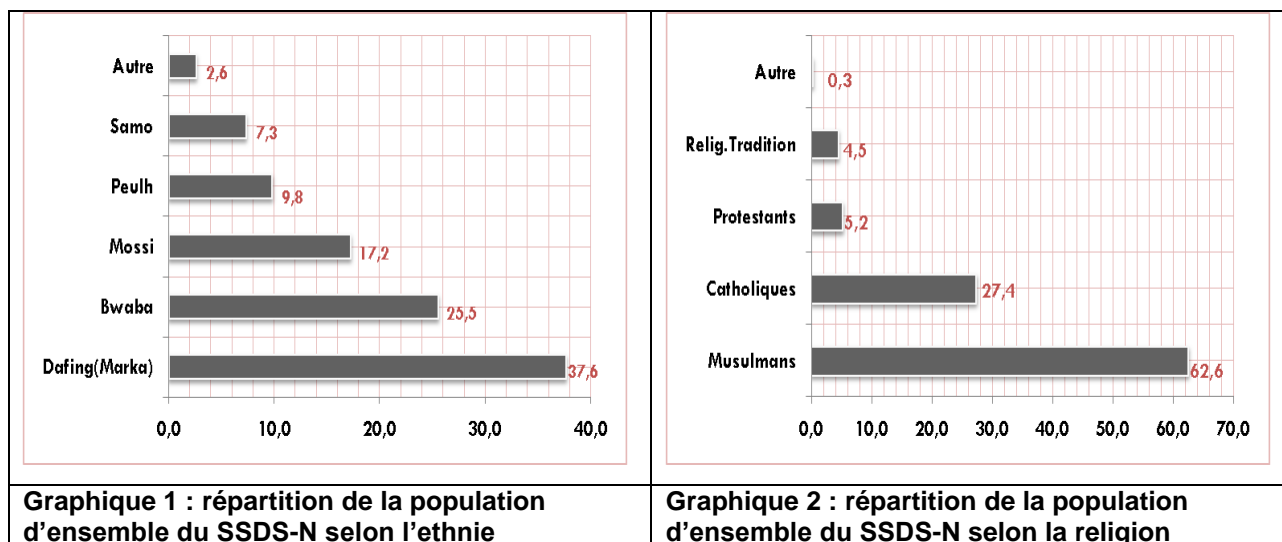 Autre
2,6
Samo
7,3
Peulh
9,8
Mossi
17,2
Bwaba
25,5
Dafing(Marka)
37,6
0,0 10,0 20,0 30,0 40,0
Graphique 1 : répartition de la population
d'ensemble du SSDS-N selon l'ethnie
Autre
0,3
Relig.Tradition
4,5
Protestants
5,2
Catholiques
27,4
Musulmans
62,6
0,0 10,0 20,0 30,0 40,0 50,0 60,0 70,0
Graphique 2 : répartition de la population
d'ensemble du SSDS-N selon la religion